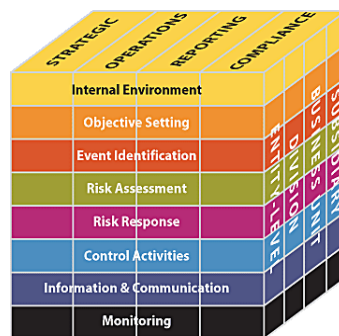 STRATEGIC
OPERATIONS
REPORTING
COMPLIANCE
Internal Environment
Objective Setting
Event Identification
Risk Assessment
Risk Response
Control Activities
Information & Communication
Monitoring
ENTITY-LEVEL
DIVISION
BUSINESS UNIT
SUBSIDIARY